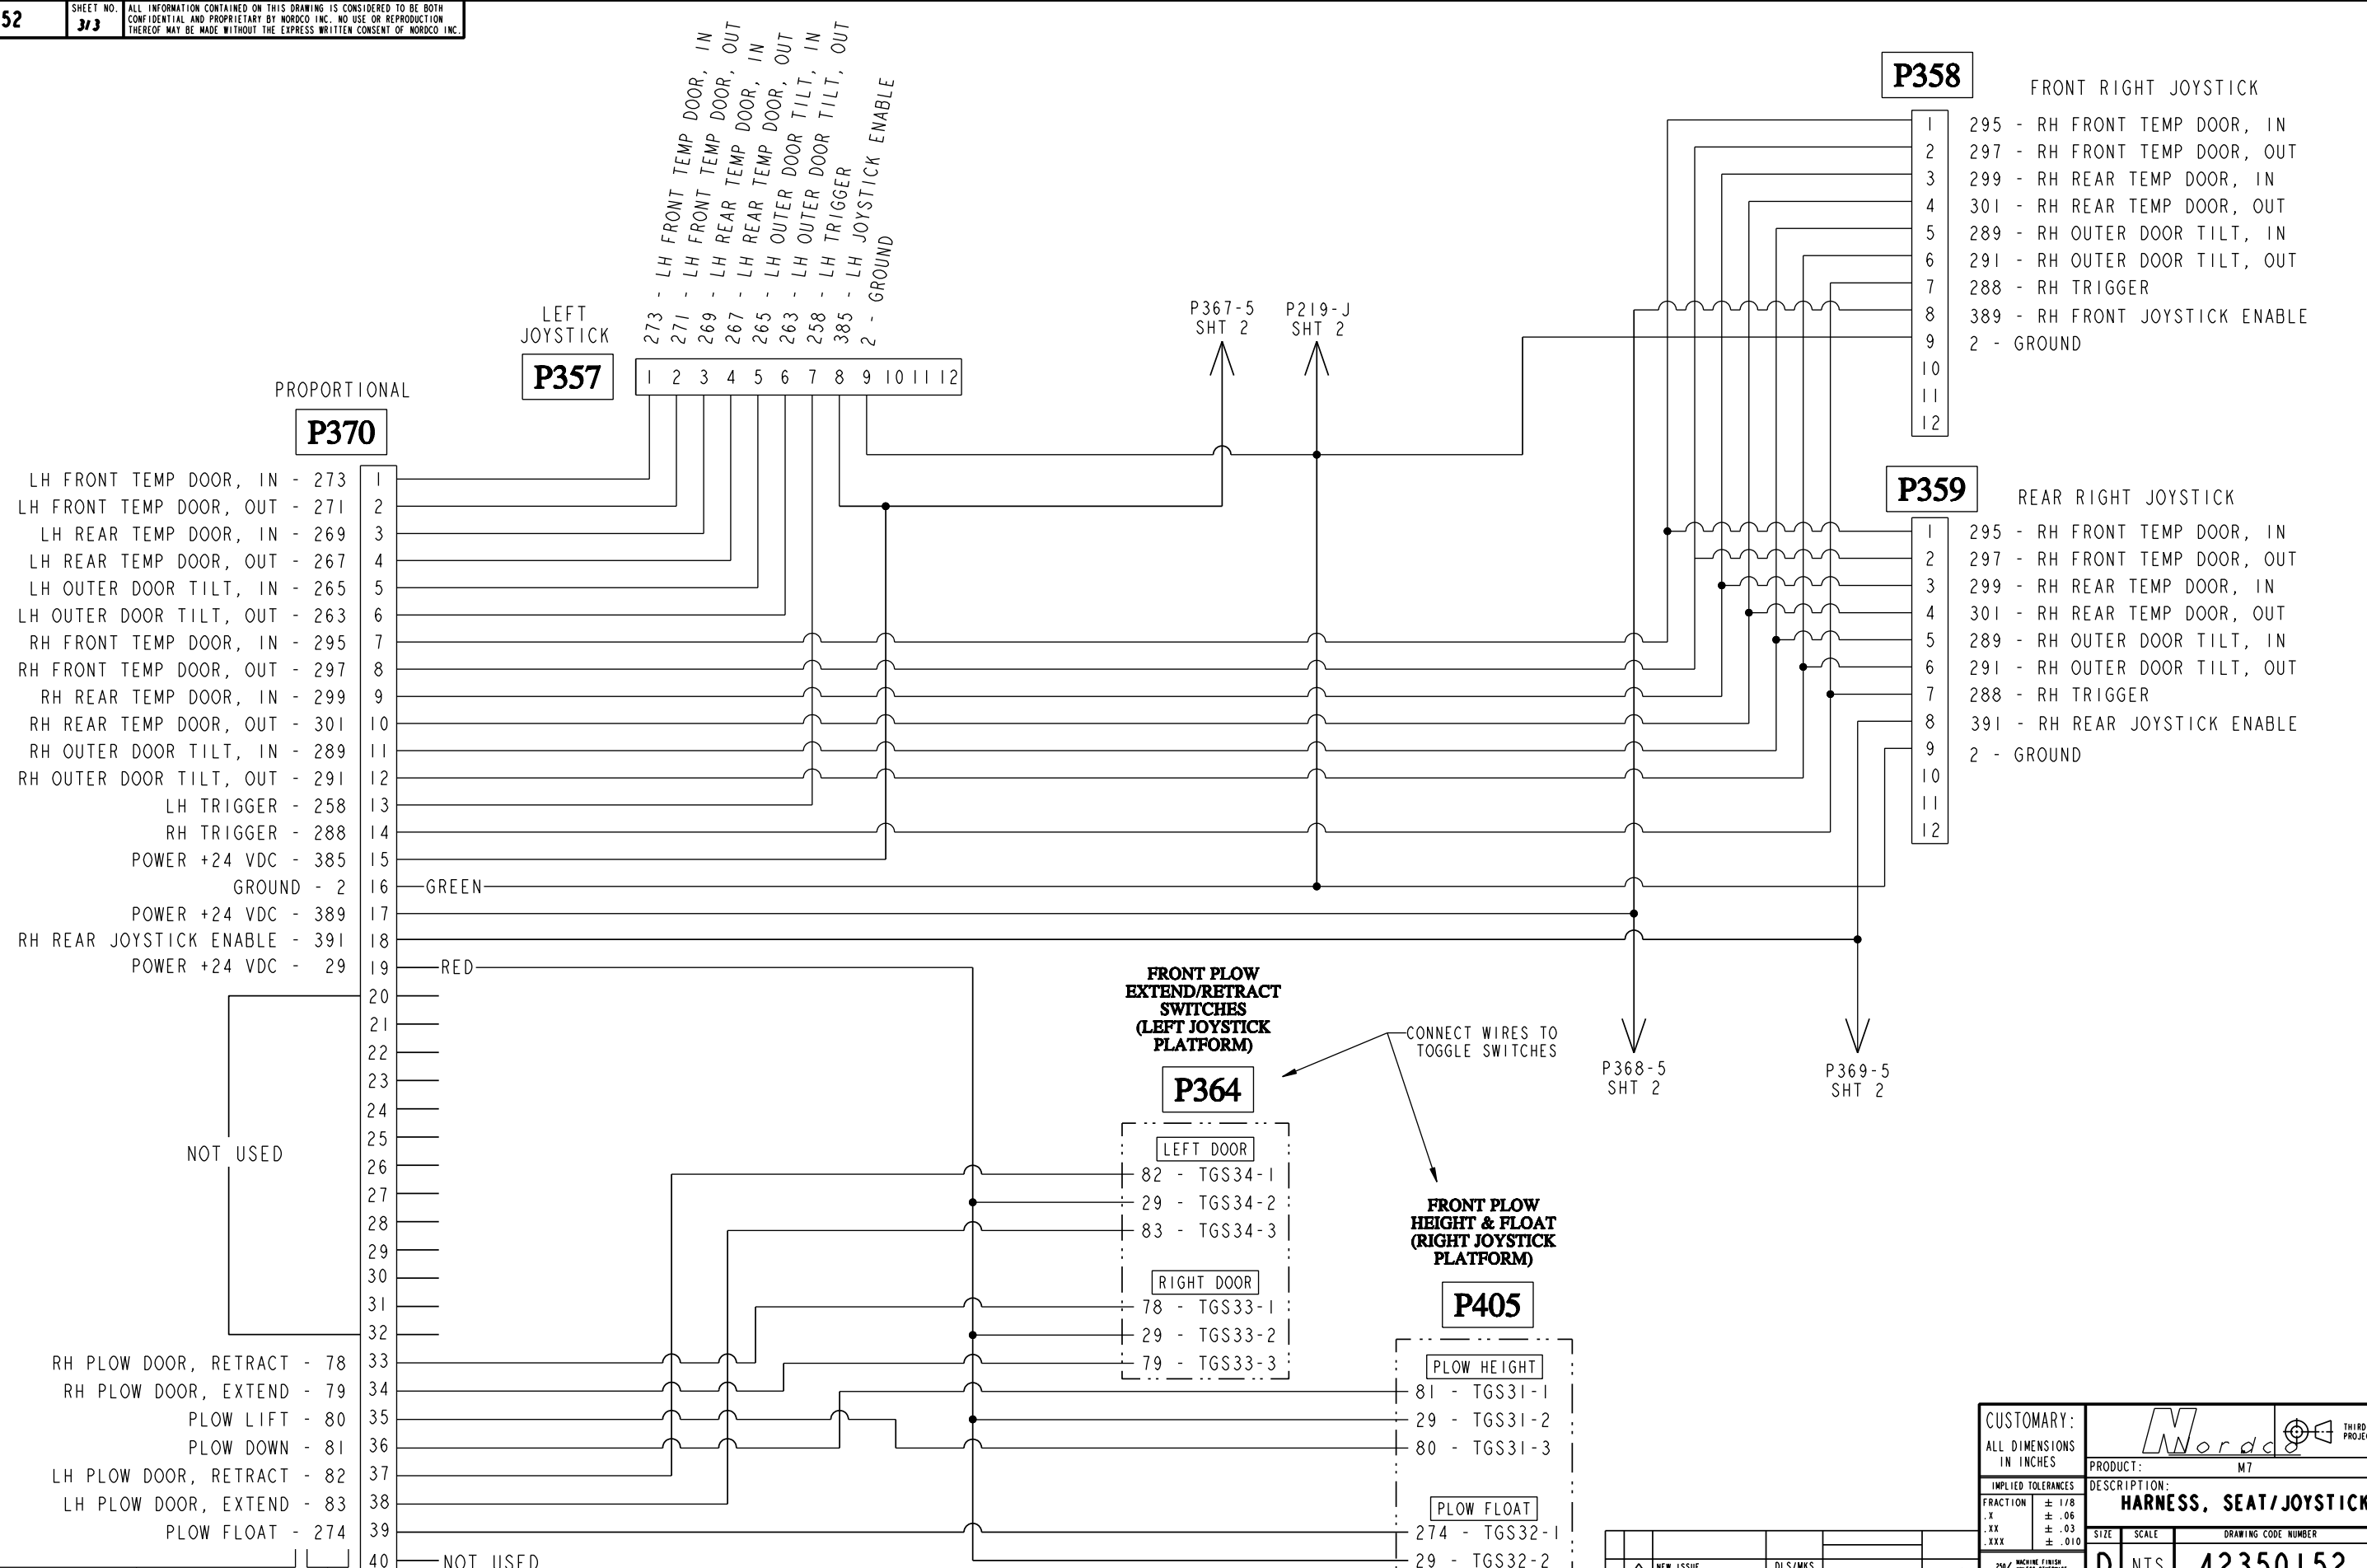 52
SHEET NO.
3/3
ALL INFORMATION CONTAINED ON THIS DRAWING IS CONSIDERED TO BE BOTH
CONFIDENTIAL AND PROPRIETARY BY NORDCO INC. NO USE OR REPRODUCTION
THEREOF MAY BE MADE WITHOUT THE EXPRESS WRITTEN CONSENT OF NORDCO INC.
273 - LH FRONT TEMP DOOR, IN
271 - LH FRONT TEMP DOOR, OUT
269 - LH REAR TEMP DOOR, IN
267 - LH REAR TEMP DOOR, OUT
265 - LH OUTER DOOR TILT, IN
263 - LH OUTER DOOR TILT, OUT
258 - LH TRIGGER
385 - LH JOYSTICK ENABLE
2 - GROUND
LEFT
JOYSTICK
P357
1 2 3 4 5 6 7 8 9 10 11 12
P367-5
SHT 2
P219-J
SHT 2
P358
FRONT RIGHT JOYSTICK
1 295 - RH FRONT TEMP DOOR, IN
2 297 - RH FRONT TEMP DOOR, OUT
3 299 - RH REAR TEMP DOOR, IN
4 301 - RH REAR TEMP DOOR, OUT
5 289 - RH OUTER DOOR TILT, IN
6 291 - RH OUTER DOOR TILT, OUT
7 288 - RH TRIGGER
8 389 - RH FRONT JOYSTICK ENABLE
9 2 - GROUND
10
11
12
P359
REAR RIGHT JOYSTICK
1 295 - RH FRONT TEMP DOOR, IN
2 297 - RH FRONT TEMP DOOR, OUT
3 299 - RH REAR TEMP DOOR, IN
4 301 - RH REAR TEMP DOOR, OUT
5 289 - RH OUTER DOOR TILT, IN
6 291 - RH OUTER DOOR TILT, OUT
7 288 - RH TRIGGER
8 391 - RH REAR JOYSTICK ENABLE
9 2 - GROUND
10
11
12
PROPORTIONAL
P370
LH FRONT TEMP DOOR, IN - 273 1
LH FRONT TEMP DOOR, OUT - 271 2
LH REAR TEMP DOOR, IN - 269 3
LH REAR TEMP DOOR, OUT - 267 4
LH OUTER DOOR TILT, IN - 265 5
LH OUTER DOOR TILT, OUT - 263 6
RH FRONT TEMP DOOR, IN - 295 7
RH FRONT TEMP DOOR, OUT - 297 8
RH REAR TEMP DOOR, IN - 299 9
RH REAR TEMP DOOR, OUT - 301 10
RH OUTER DOOR TILT, IN - 289 11
RH OUTER DOOR TILT, OUT - 291 12
LH TRIGGER - 258 13
RH TRIGGER - 288 14
POWER +24 VDC - 385 15
GROUND - 2 16 GREEN
POWER +24 VDC - 389 17
RH REAR JOYSTICK ENABLE - 391 18
POWER +24 VDC - 29 19 RED
20
21
22
23
24
25
NOT USED
26
27
28
29
30
31
32
RH PLOW DOOR, RETRACT - 78 33
RH PLOW DOOR, EXTEND - 79 34
PLOW LIFT - 80 35
PLOW DOWN - 81 36
LH PLOW DOOR, RETRACT - 82 37
LH PLOW DOOR, EXTEND - 83 38
PLOW FLOAT - 274 39
40 NOT USED
FRONT PLOW
EXTEND/RETRACT
SWITCHES
(LEFT JOYSTICK
PLATFORM)
P364
CONNECT WIRES TO
TOGGLE SWITCHES
LEFT DOOR
82 - TGS34-1
29 - TGS34-2
83 - TGS34-3
RIGHT DOOR
78 - TGS33-1
29 - TGS33-2
79 - TGS33-3
FRONT PLOW
HEIGHT & FLOAT
(RIGHT JOYSTICK
PLATFORM)
P405
PLOW HEIGHT
81 - TGS31-1
29 - TGS31-2
80 - TGS31-3
PLOW FLOAT
274 - TGS32-1
29 - TGS32-2
P368-5
SHT 2
P369-5
SHT 2
CUSTOMARY:
ALL DIMENSIONS
IN INCHES
IMPLIED TOLERANCES
FRACTION ± 1/8
.X ± .06
.XX ± .03
.XXX ± .010
MACHINE FINISH
Nordco
THIRD
PRODUCT: M7
DESCRIPTION:
HARNESS, SEAT/JOYSTICK
SIZE SCALE DRAWING CODE NUMBER
D NTS 42350152
NEW ISSUE DLS/MKS